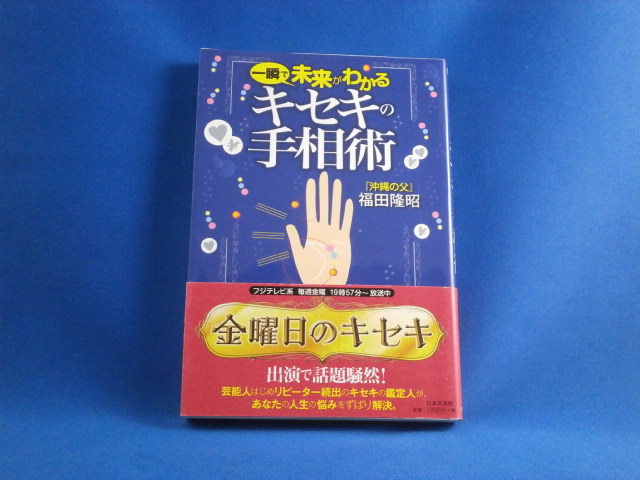 一瞬で未来がわかる
キセキの
手相術
『沖縄の父』
福田隆昭
フジテレビ系 毎週金曜 19時57分〜放送中
金曜日のキセキ
出演で話題騒然!
芸能人はじめリピーター続出のキセキの鑑定人が、
あなたの人生の悩みをずばり解決。